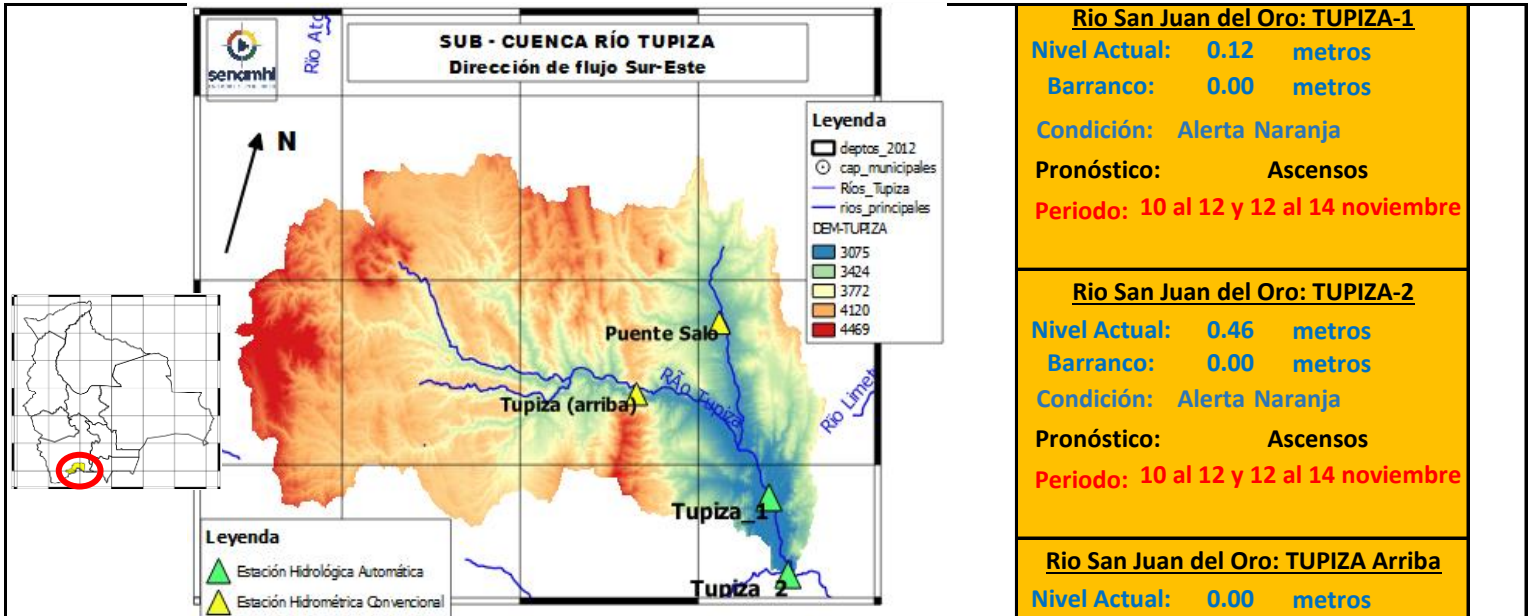 senamhi
Río
SUB - CUENCA RÍO TUPIZA
Dirección de flujo Sur-Este
N
Leyenda
deptos_2012
cap_municipales
Ríos_Tupiza
rios_principales
DEM-TUPIZA
3075
3424
3772
4120
4469
Puente Salo
Tupiza (arriba)
RÃ­o Tupiza
Río Limet
Tupiza_1
Tupiza_2
Leyenda
Estación Hidrológica Automática
Estación Hidrométrica Convencional
Rio San Juan del Oro: TUPIZA-1
Nivel Actual: 0.12 metros
Barranco: 0.00 metros
Condición: Alerta Naranja
Pronóstico: Ascensos
Periodo: 10 al 12 y 12 al 14 noviembre
Rio San Juan del Oro: TUPIZA-2
Nivel Actual: 0.46 metros
Barranco: 0.00 metros
Condición: Alerta Naranja
Pronóstico: Ascensos
Periodo: 10 al 12 y 12 al 14 noviembre
Rio San Juan del Oro: TUPIZA Arriba
Nivel Actual: 0.00 metros